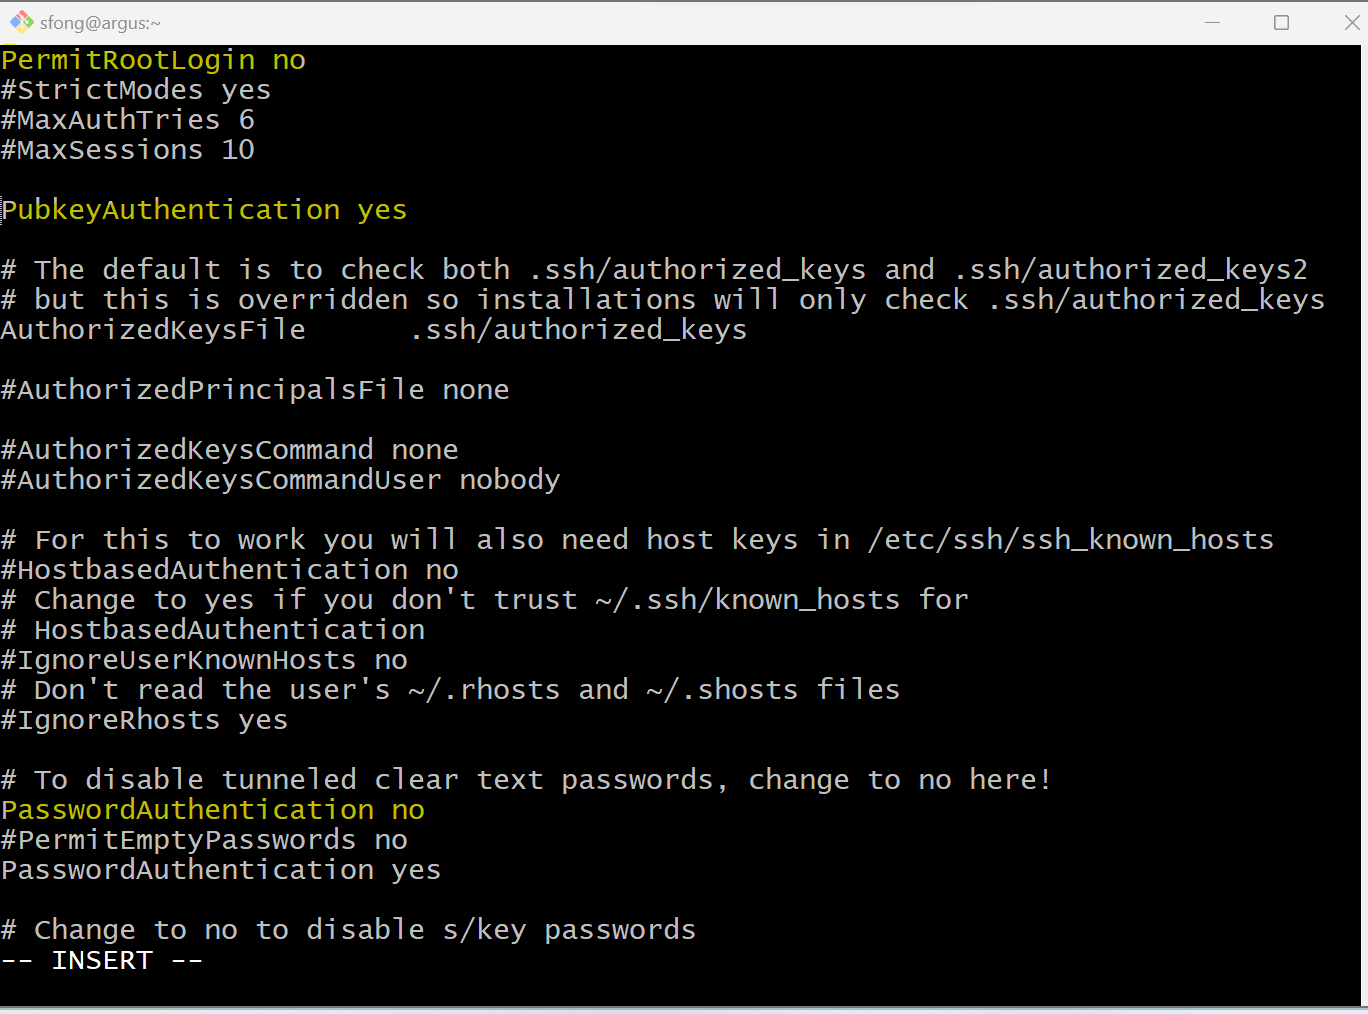 sfong@argus:~
PermitRootLogin no
#StrictModes yes
#MaxAuthTries 6
#MaxSessions 10
PubkeyAuthentication yes
# The default is to check both .ssh/authorized_keys and .ssh/authorized_keys2
# but this is overridden so installations will only check .ssh/authorized_keys
AuthorizedKeysFile      .ssh/authorized_keys
#AuthorizedPrincipalsFile none
#AuthorizedKeysCommand none
#AuthorizedKeysCommandUser nobody
# For this to work you will also need host keys in /etc/ssh/ssh_known_hosts
#HostbasedAuthentication no
# Change to yes if you don't trust ~/.ssh/known_hosts for
# HostbasedAuthentication
#IgnoreUserKnownHosts no
# Don't read the user's ~/.rhosts and ~/.shosts files
#IgnoreRhosts yes
# To disable tunneled clear text passwords, change to no here!
PasswordAuthentication no
#PermitEmptyPasswords no
PasswordAuthentication yes
# Change to no to disable s/key passwords
-- INSERT --